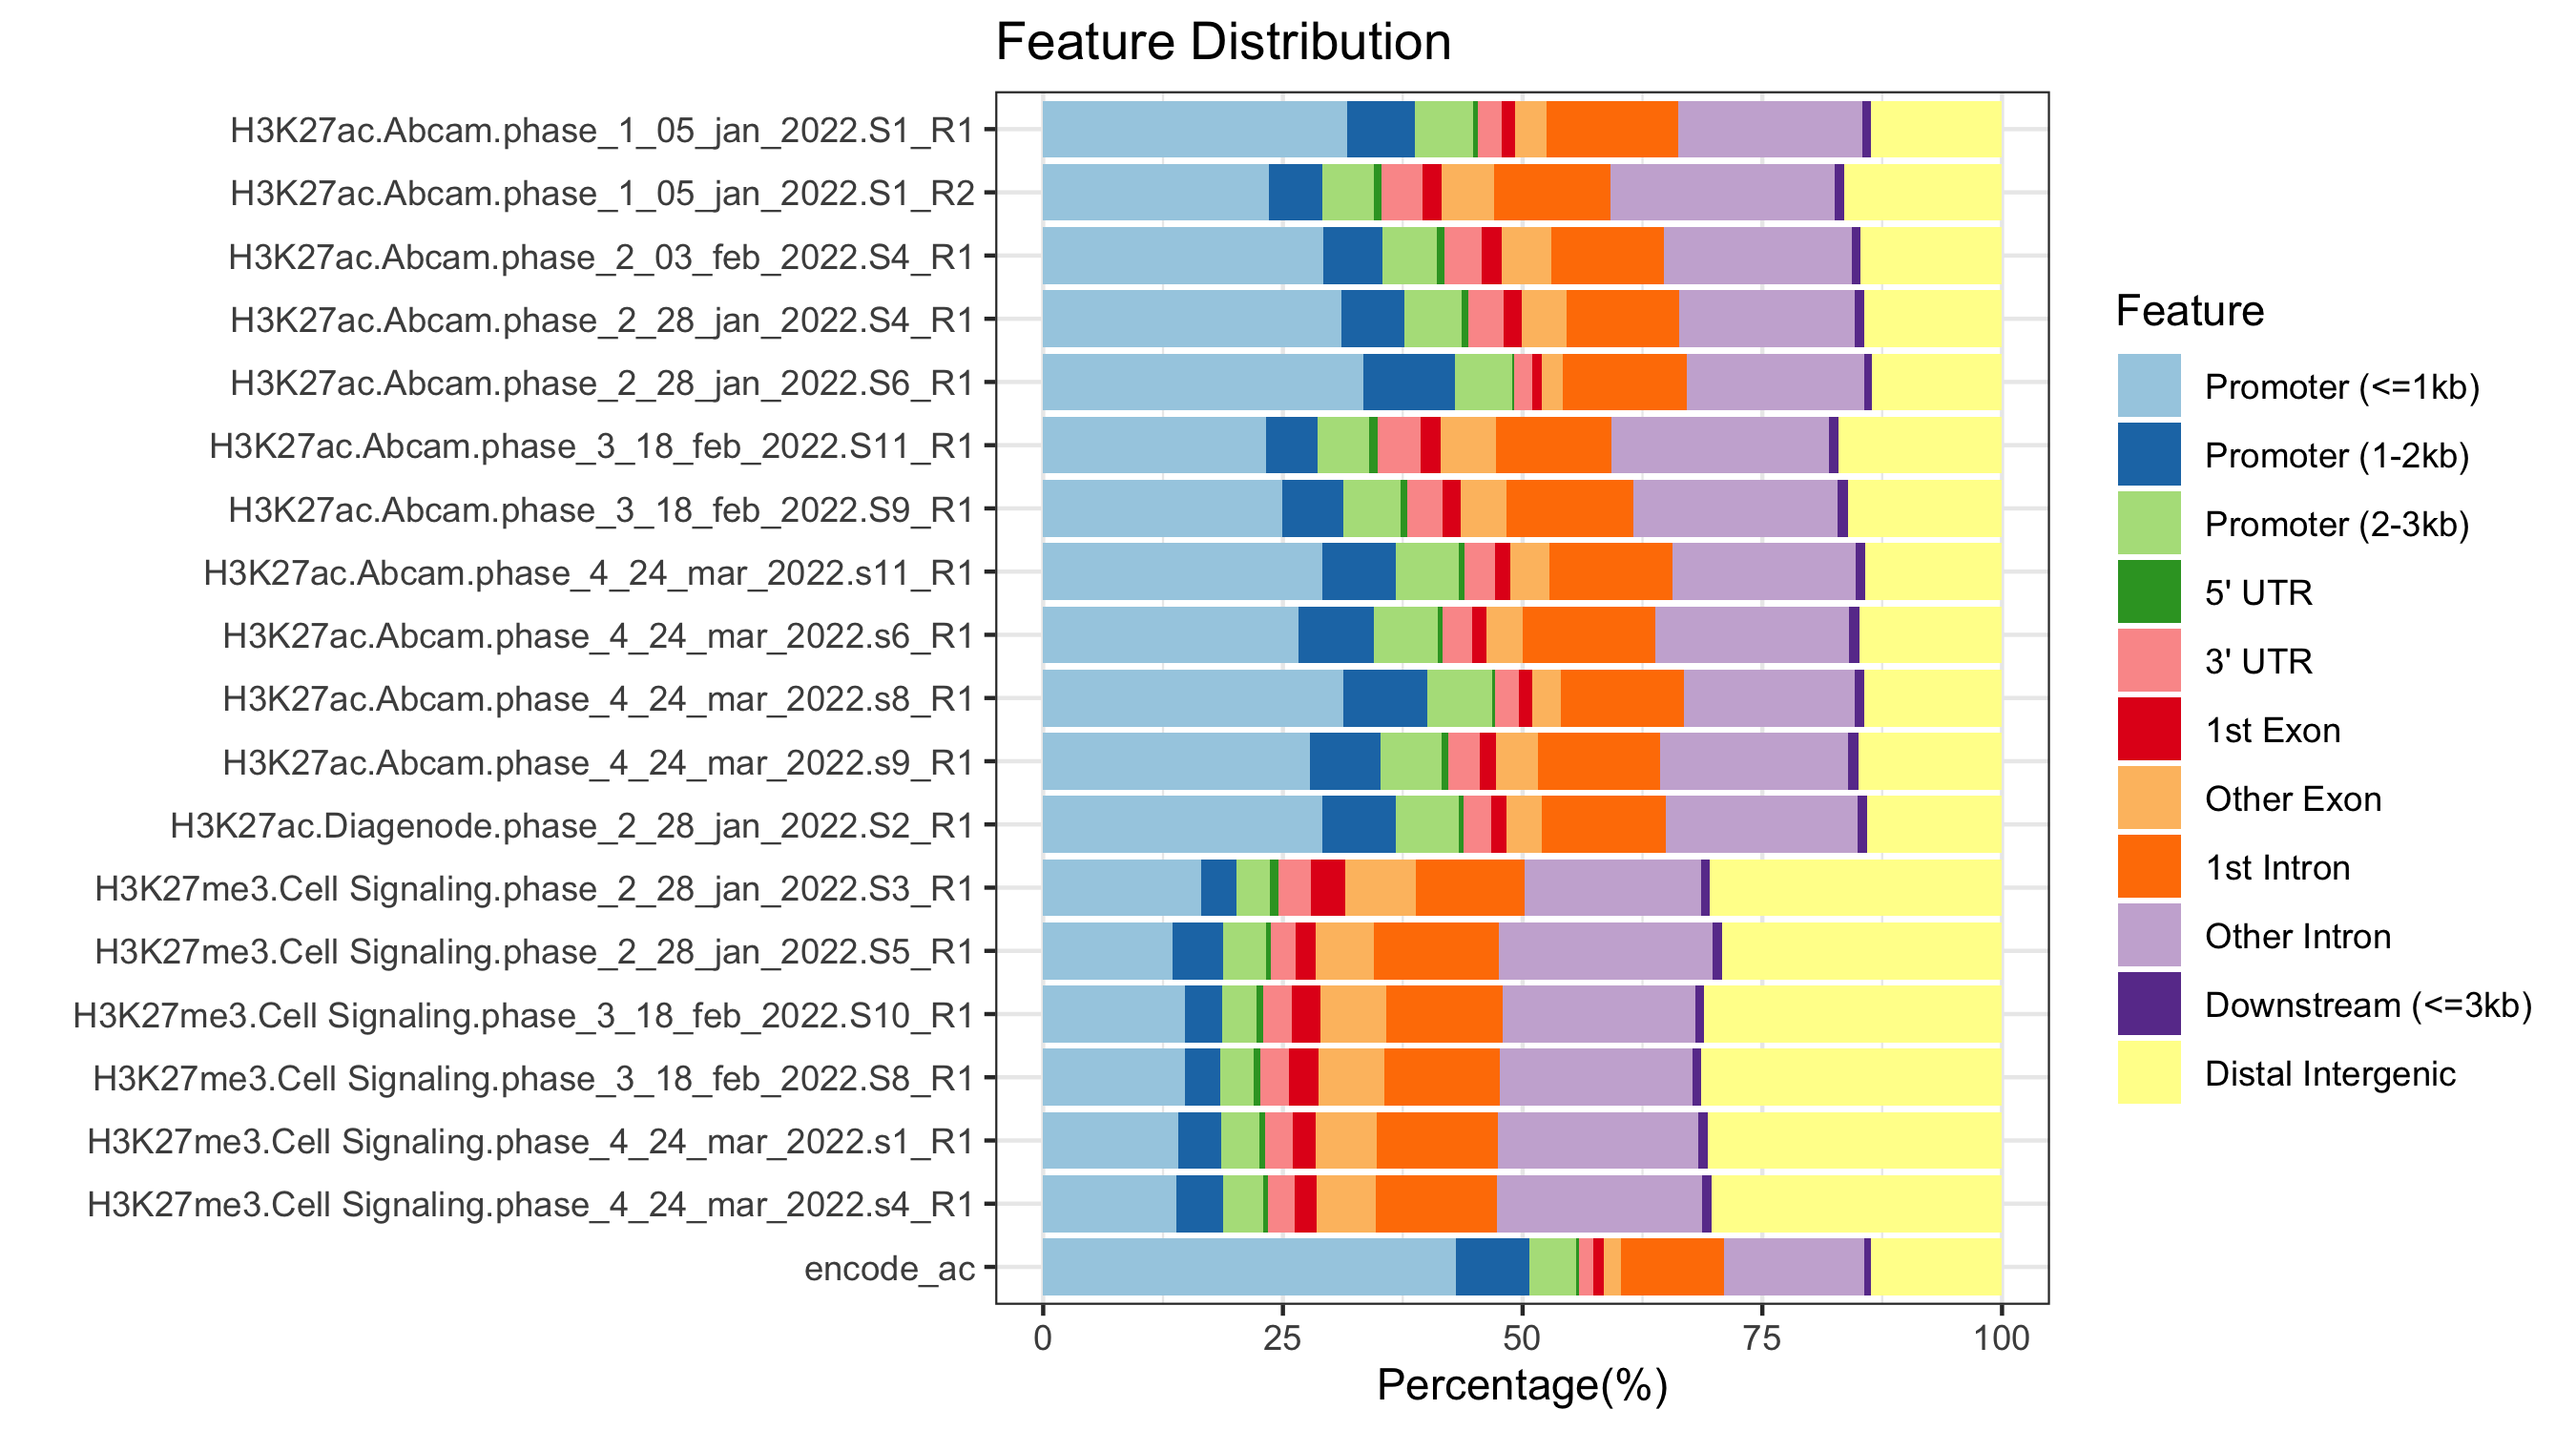 Feature Distribution
H3K27ac.Abcam.phase_1_05_jan_2022.S1_R1
H3K27ac.Abcam.phase_1_05_jan_2022.S1_R2
H3K27ac.Abcam.phase_2_03_feb_2022.S4_R1
H3K27ac.Abcam.phase_2_28_jan_2022.S4_R1
H3K27ac.Abcam.phase_2_28_jan_2022.S6_R1
H3K27ac.Abcam.phase_3_18_feb_2022.S11_R1
H3K27ac.Abcam.phase_3_18_feb_2022.S9_R1
H3K27ac.Abcam.phase_4_24_mar_2022.s11_R1
H3K27ac.Abcam.phase_4_24_mar_2022.s6_R1
H3K27ac.Abcam.phase_4_24_mar_2022.s8_R1
H3K27ac.Abcam.phase_4_24_mar_2022.s9_R1
H3K27ac.Diagenode.phase_2_28_jan_2022.S2_R1
H3K27me3.Cell Signaling.phase_2_28_jan_2022.S3_R1
H3K27me3.Cell Signaling.phase_2_28_jan_2022.S5_R1
H3K27me3.Cell Signaling.phase_3_18_feb_2022.S10_R1
H3K27me3.Cell Signaling.phase_3_18_feb_2022.S8_R1
H3K27me3.Cell Signaling.phase_4_24_mar_2022.s1_R1
H3K27me3.Cell Signaling.phase_4_24_mar_2022.s4_R1
encode_ac
0 25 50 75 100
Percentage(%)
Feature
Promoter (<=1kb)
Promoter (1-2kb)
Promoter (2-3kb)
5' UTR
3' UTR
1st Exon
Other Exon
1st Intron
Other Intron
Downstream (<=3kb)
Distal Intergenic